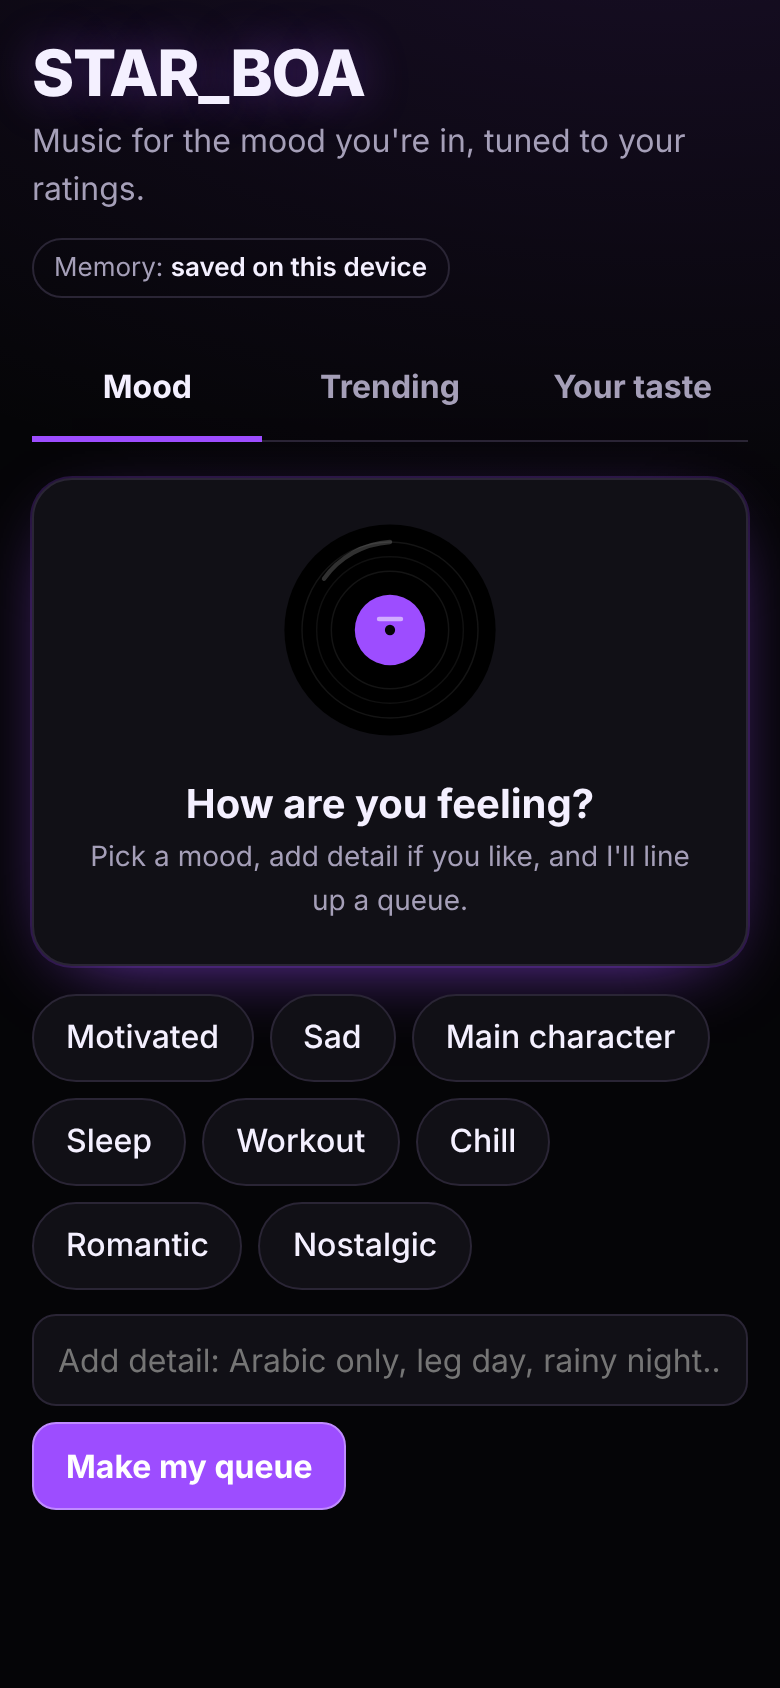 STAR_BOA
Music for the mood you're in, tuned to your
ratings.
Memory: saved on this device
Mood Trending Your taste
How are you feeling?
Pick a mood, add detail if you like, and I'll line
up a queue.
Motivated Sad Main character
Sleep Workout Chill
Romantic Nostalgic
Add detail: Arabic only, leg day, rainy night..
Make my queue